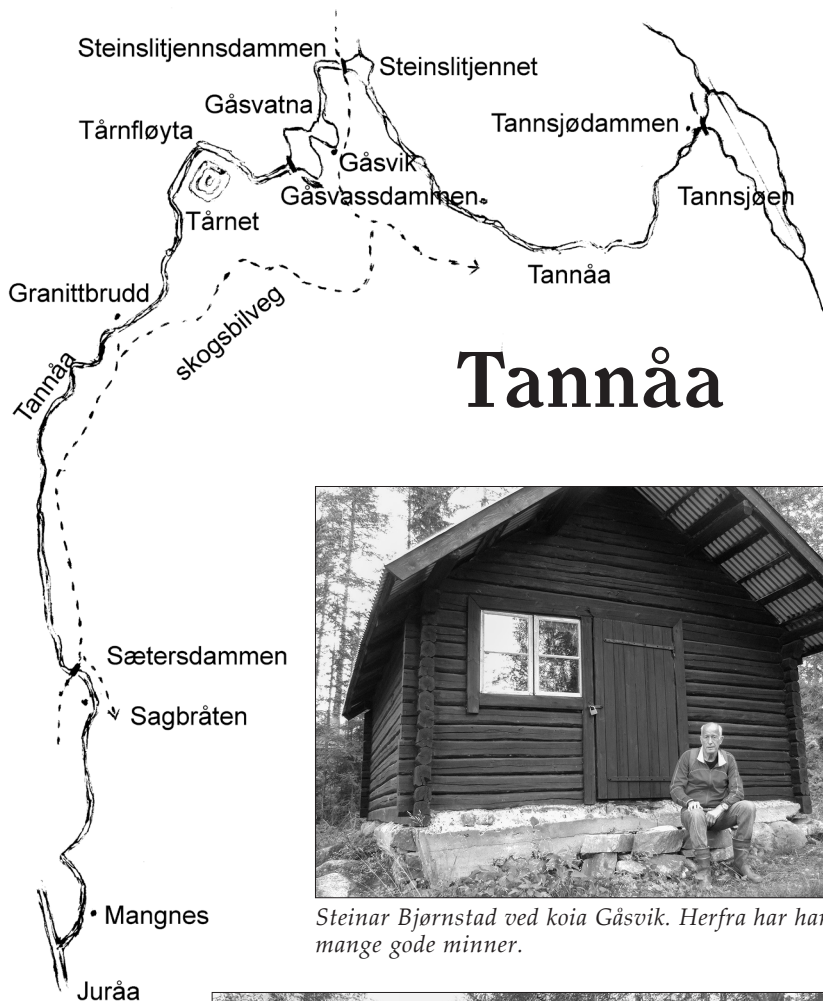 Steinslitjennsdammen
Steinslitjennet
Gåsvatna
Tårnfløyta
Tannsjødammen
Gåsvik
Gåsvassdammen
Tannsjøen
Tårnet
Tannåa
Granittbrudd
skogsbilveg
Tannåa
Tannåa
Sætersdammen
Sagbråten
Mangnes
Juråa
Steinar Bjørnstad ved koia Gåsvik. Herfra har han
mange gode minner.